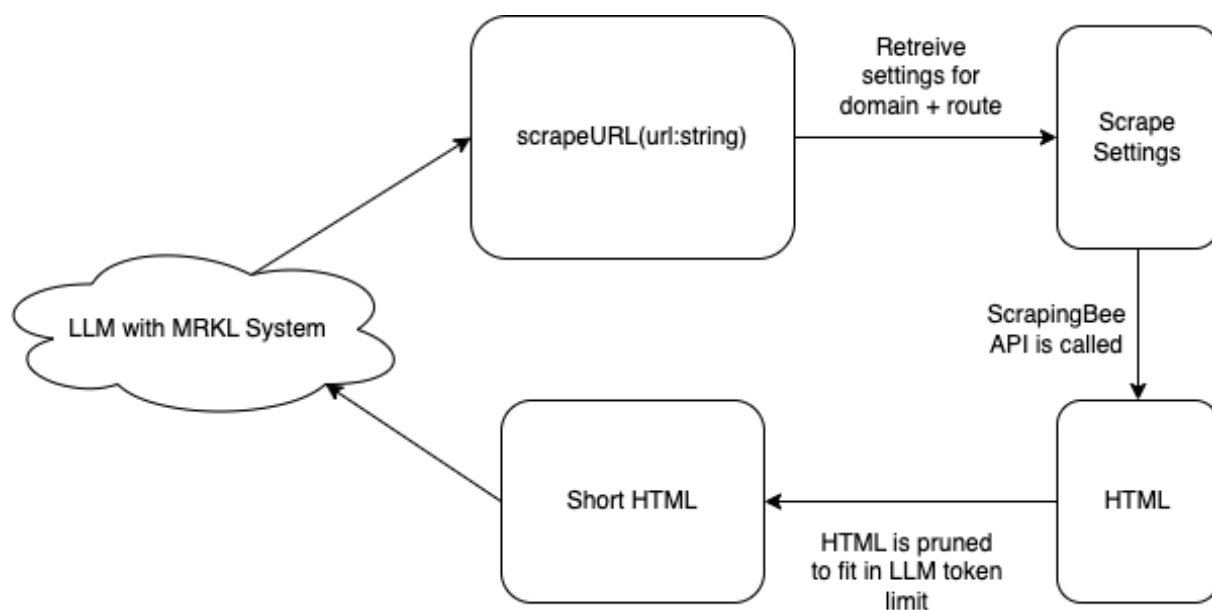 Retreive
settings for
domain + route
scrapeURL(url:string)
Scrape
Settings
LLM with MRKL System
ScrapingBee
API is called
Short HTML
HTML
HTML is pruned
to fit in LLM token
limit